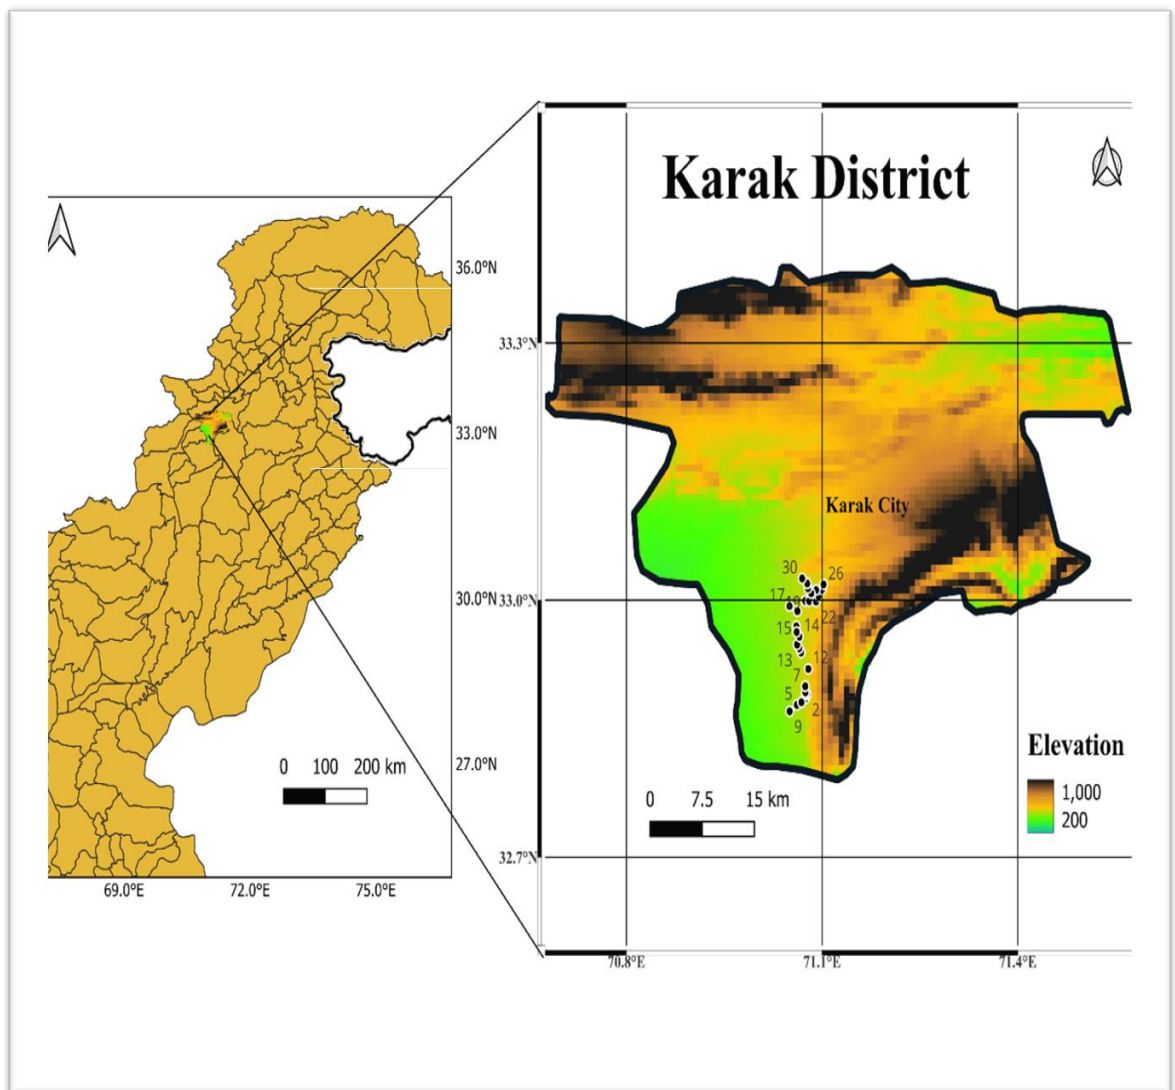 Karak District
36.0°N
33.0°N
30.0°N
27.0°N
0 100 200 km
69.0°E 72.0°E 75.0°E
33.3°N
33.0°N
32.7°N
Karak City
30 26
17
22
15 14
13 12
7
5 2
9
Elevation
1,000
200
0 7.5 15 km
70.8°E 71.1°E 71.4°E